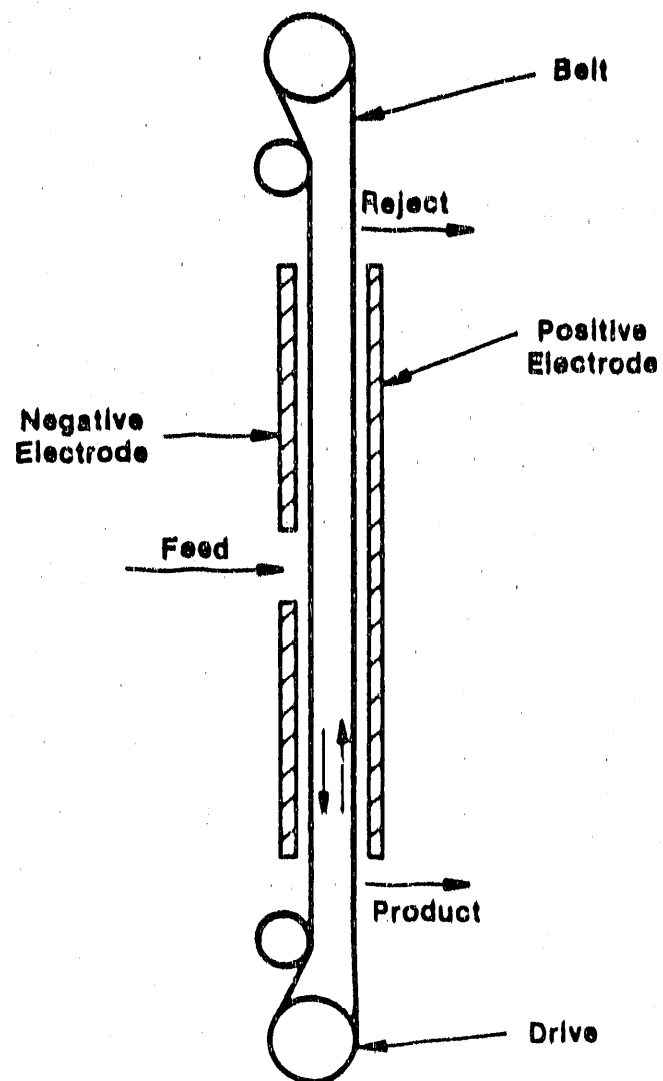 Belt
Reject
Positive
Electrode
Negative
Electrode
Feed
Product
Drive